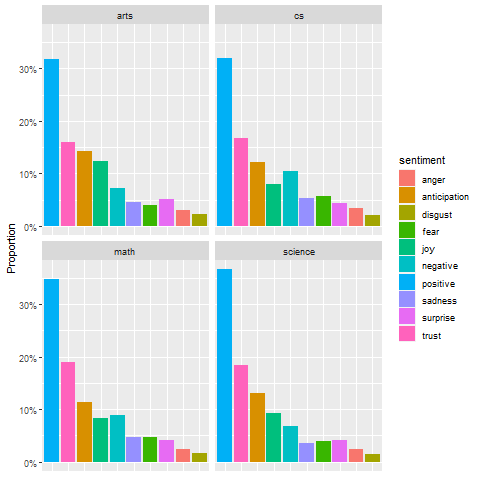 arts
cs
30%
20%
10%
0%
Proportion
math
science
30%
20%
10%
0%
sentiment
anger
anticipation
disgust
fear
joy
negative
positive
sadness
surprise
trust